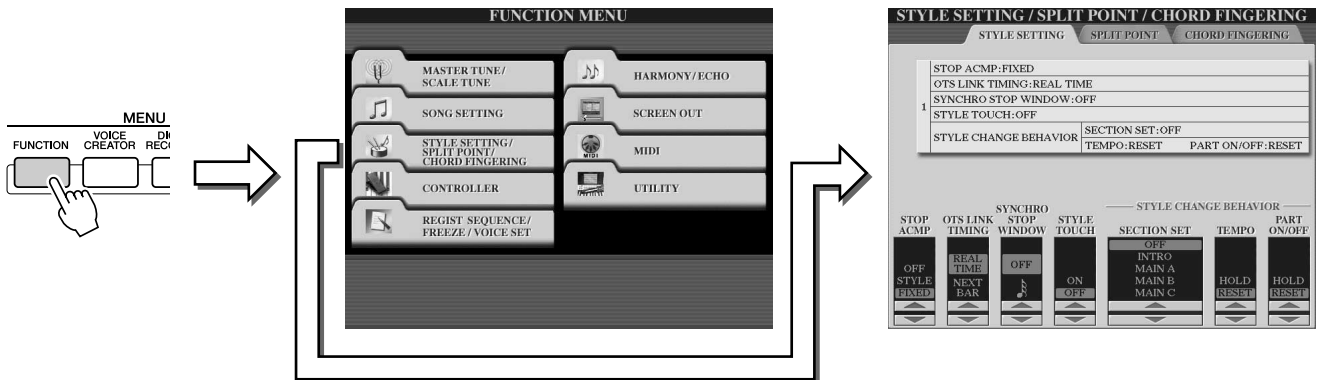 MENU
FUNCTION
VOICE
CREATOR
DI
REC
FUNCTION MENU
MASTER TUNE/
SCALE TUNE
SONG SETTING
STYLE SETTING/
SPLIT POINT/
CHORD FINGERING
CONTROLLER
REGIST SEQUENCE/
FREEZE / VOICE SET
HARMONY/ECHO
SCREEN OUT
MIDI
MIDI
UTILITY
STYLE SETTING / SPLIT POINT / CHORD FINGERING
STYLE SETTING SPLIT POINT CHORD FINGERING
1
STOP ACMP:FIXED
OTS LINK TIMING:REAL TIME
SYNCHRO STOP WINDOW:OFF
STYLE TOUCH:OFF
STYLE CHANGE BEHAVIOR
SECTION SET:OFF
TEMPO:RESET PART ON/OFF:RESET
STOP
ACMP
OFF
STYLE
FIXED
OTS LINK
TIMING
REAL
TIME
NEXT
BAR
SYNCHRO
STOP
WINDOW
OFF
STYLE
TOUCH
ON
OFF
STYLE CHANGE BEHAVIOR
SECTION SET
OFF
INTRO
MAIN A
MAIN B
MAIN C
TEMPO
HOLD
RESET
PART
ON/OFF
HOLD
RESET